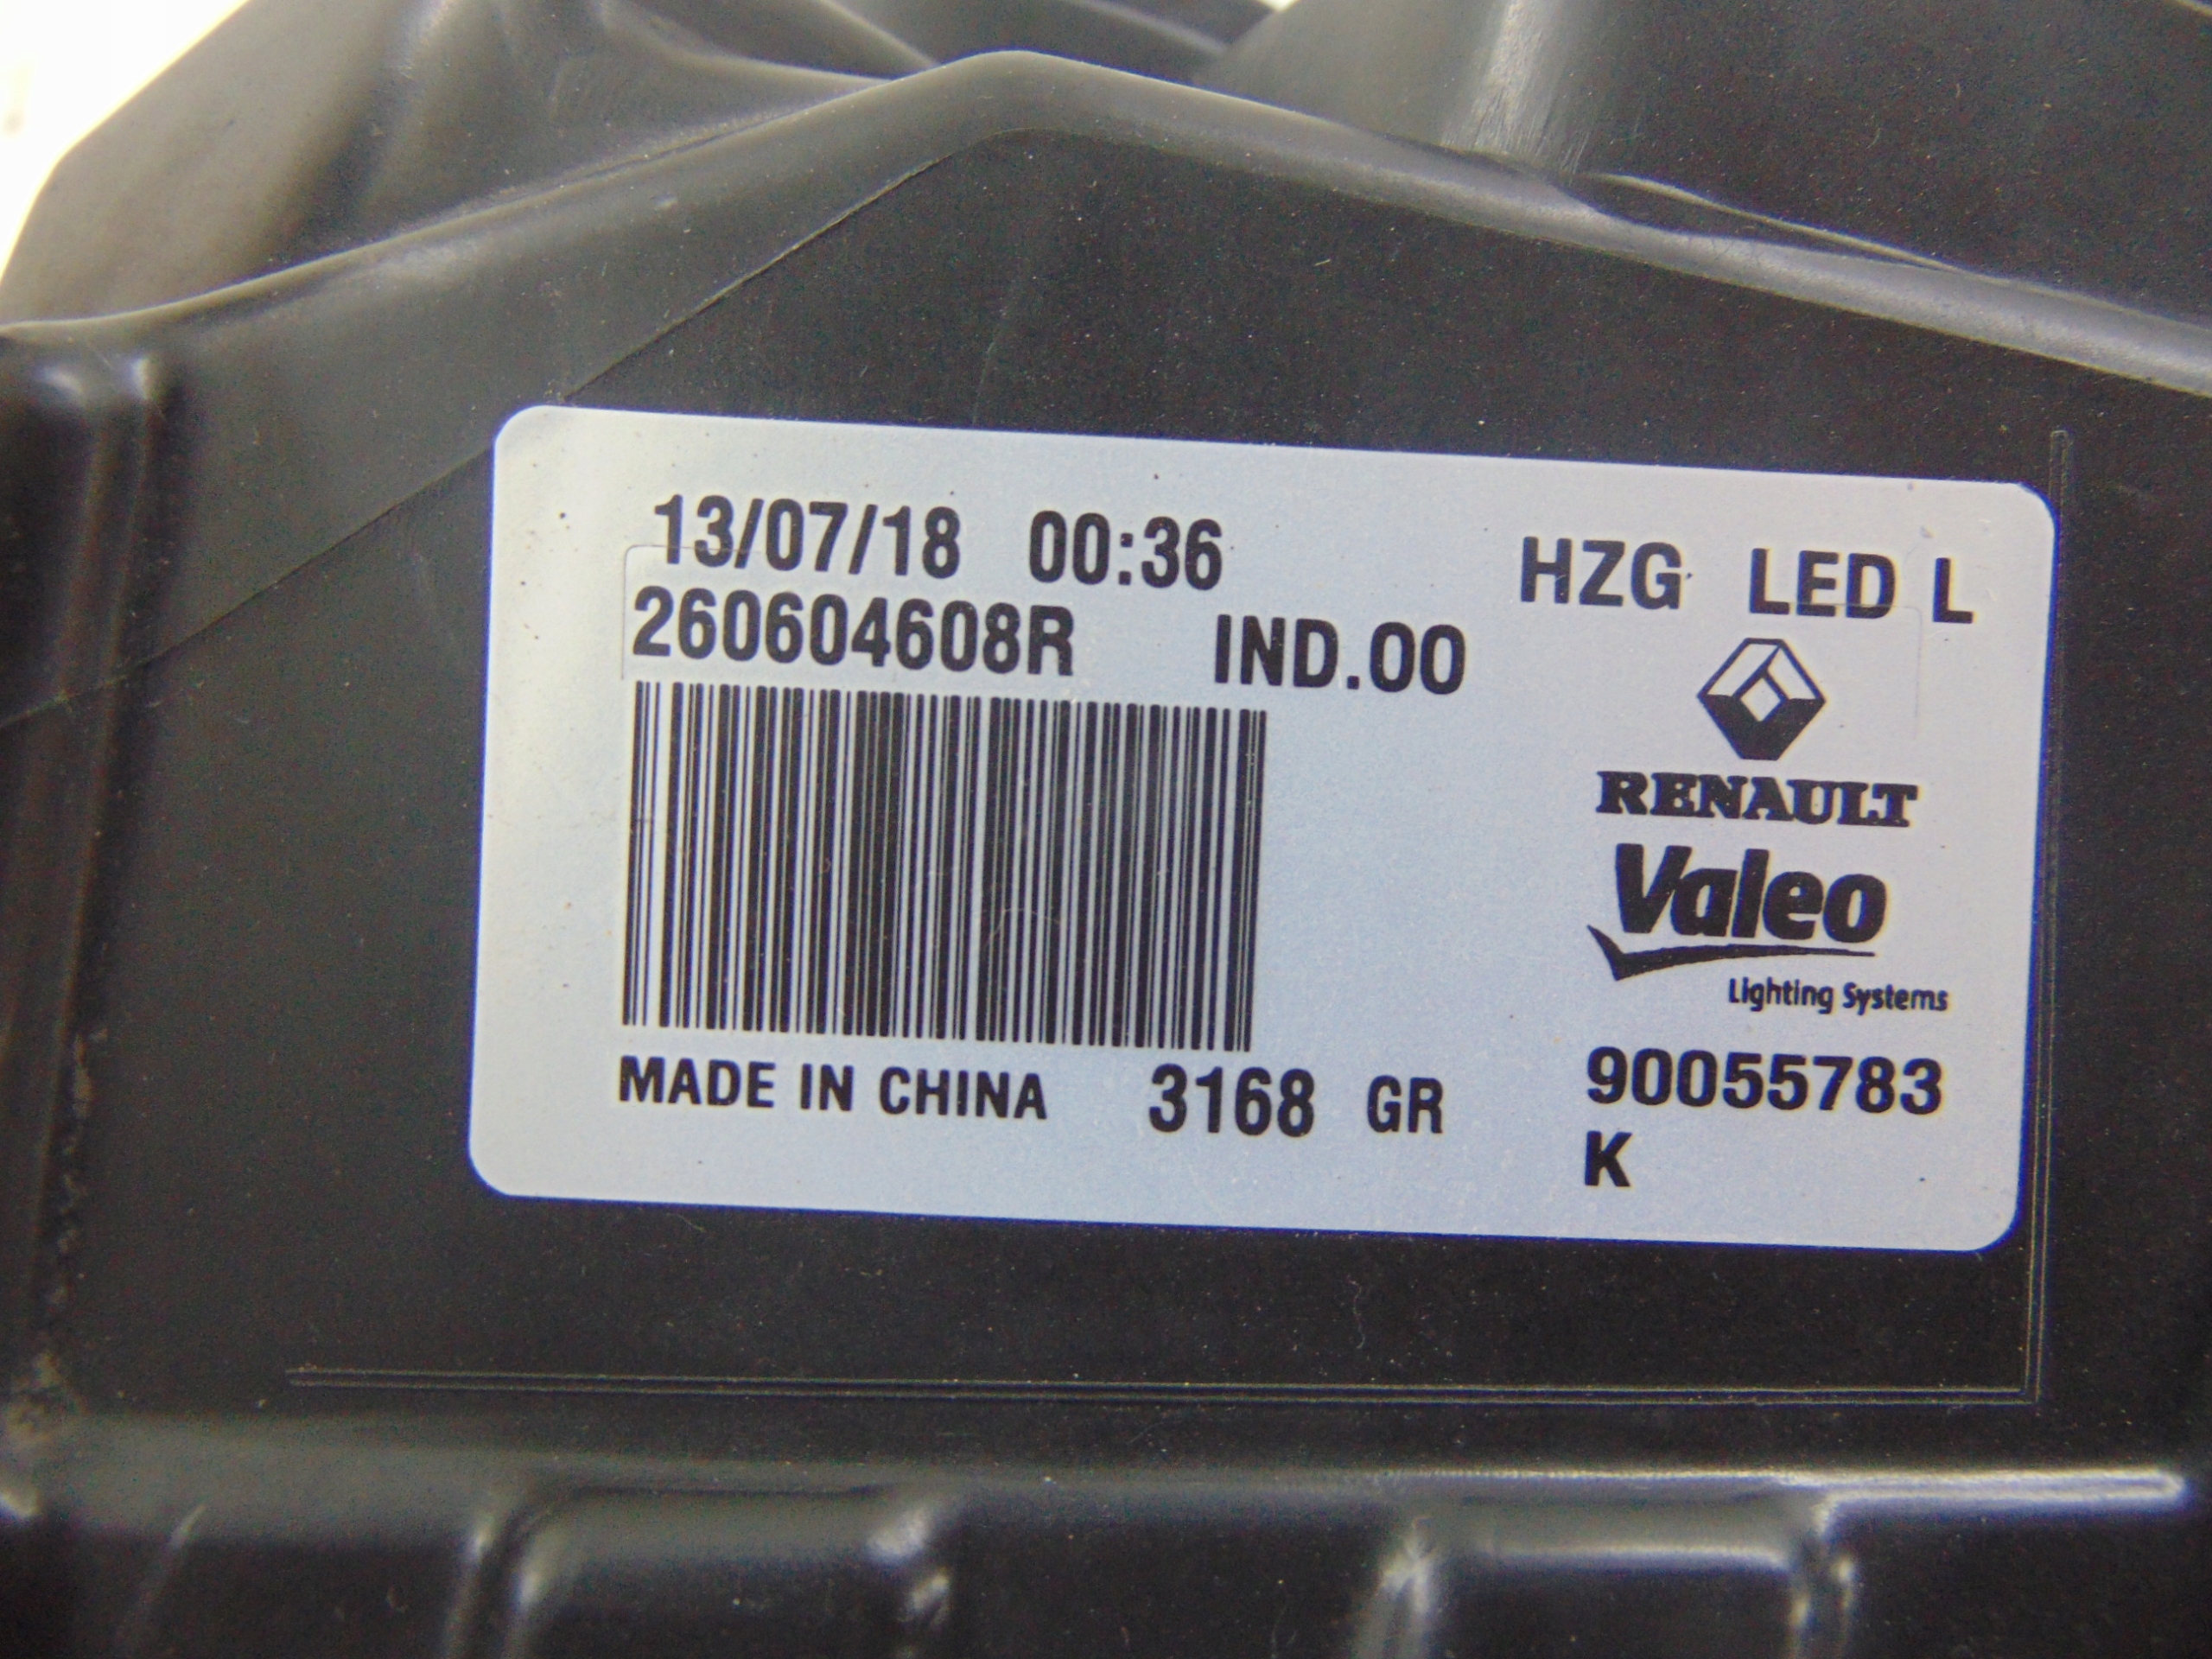 13/07/18 00:36
260604608R IND.00
MADE IN CHINA 3168 GR
HZG LED L
RENAULT
Valeo
Lighting Systems
90055783
K